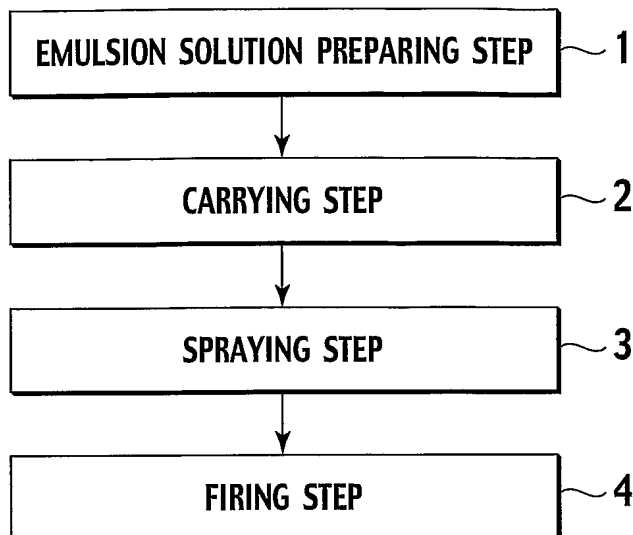 EMULSION SOLUTION PREPARING STEP 1
CARRYING STEP 2
SPRAYING STEP 3
FIRING STEP 4